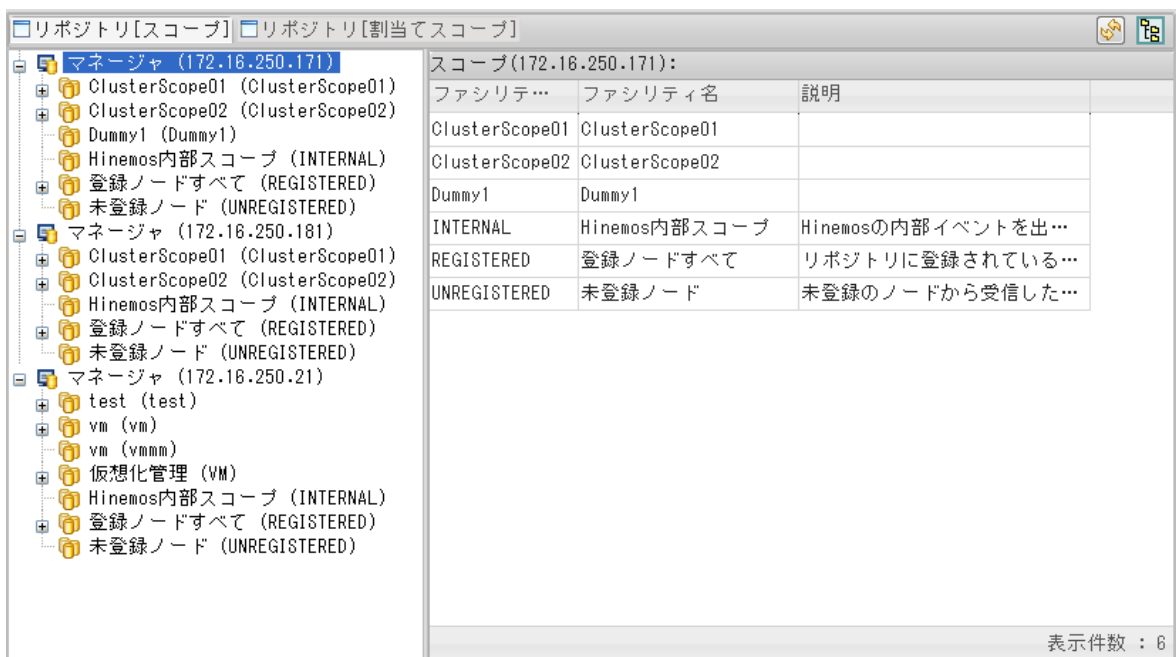 リポジトリ[スコープ] リポジトリ[割当てスコープ]
マネージャ (172.16.250.171)
ClusterScope01 (ClusterScope01)
ClusterScope02 (ClusterScope02)
Dummy1 (Dummy1)
Hinemos内部スコープ (INTERNAL)
登録ノードすべて (REGISTERED)
未登録ノード (UNREGISTERED)
マネージャ (172.16.250.181)
ClusterScope01 (ClusterScope01)
ClusterScope02 (ClusterScope02)
Hinemos内部スコープ (INTERNAL)
登録ノードすべて (REGISTERED)
未登録ノード (UNREGISTERED)
マネージャ (172.16.250.21)
test (test)
vm (vm)
vm (vmmm)
仮想化管理 (VM)
Hinemos内部スコープ (INTERNAL)
登録ノードすべて (REGISTERED)
未登録ノード (UNREGISTERED)
スコープ(172.16.250.171):
ファシリテ… ファシリティ名 説明
ClusterScope01 ClusterScope01
ClusterScope02 ClusterScope02
Dummy1 Dummy1
INTERNAL Hinemos内部スコープ Hinemosの内部イベントを出…
REGISTERED 登録ノードすべて リポジトリに登録されている…
UNREGISTERED 未登録ノード 未登録のノードから受信した…
表示件数 : 6